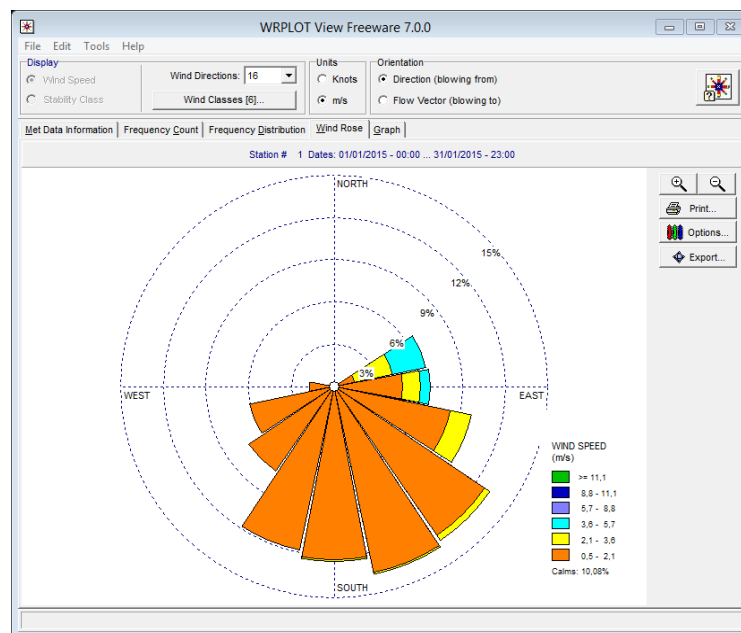 WRPLOT View Freeware 7.0.0
File Edit Tools Help
Display
Wind Speed
Stability Class
Wind Directions: 16
Wind Classes [6]...
Units
Knots
m/s
Orientation
Direction (blowing from)
Flow Vector (blowing to)
Met Data Information
Frequency Count
Frequency Distribution
Wind Rose
Graph
Station # 1 Dates: 01/01/2015 - 00:00 ... 31/01/2015 - 23:00
Print...
Options...
Export...
NORTH
15%
12%
9%
6%
3%
WEST
EAST
SOUTH
WIND SPEED
(m/s)
>= 11,1
8,8 - 11,1
5,7 - 8,8
3,6 - 5,7
2,1 - 3,6
0,5 - 2,1
Calms: 10,08%